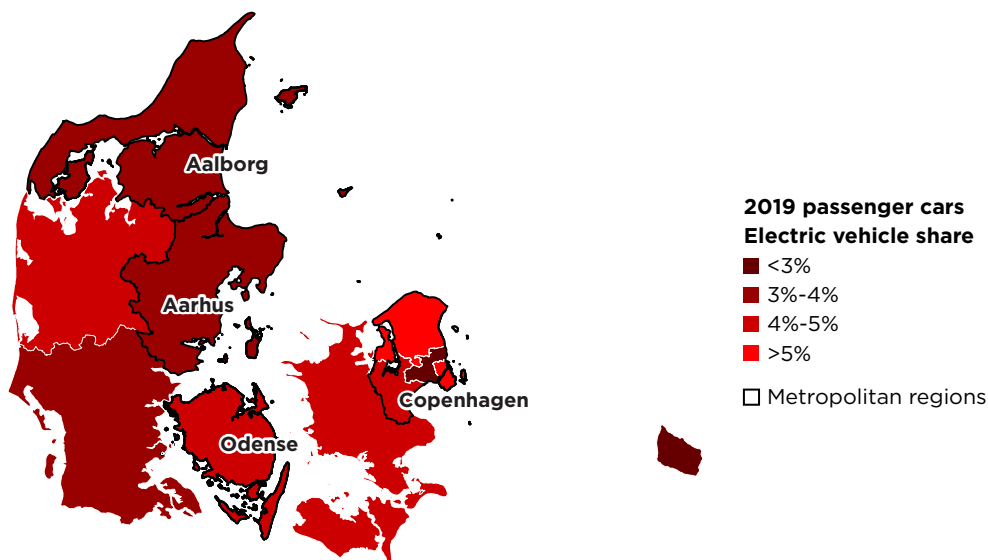 Aalborg
Aarhus
Odense
Copenhagen
2019 passenger cars
Electric vehicle share
<3%
3%-4%
4%-5%
>5%
Metropolitan regions